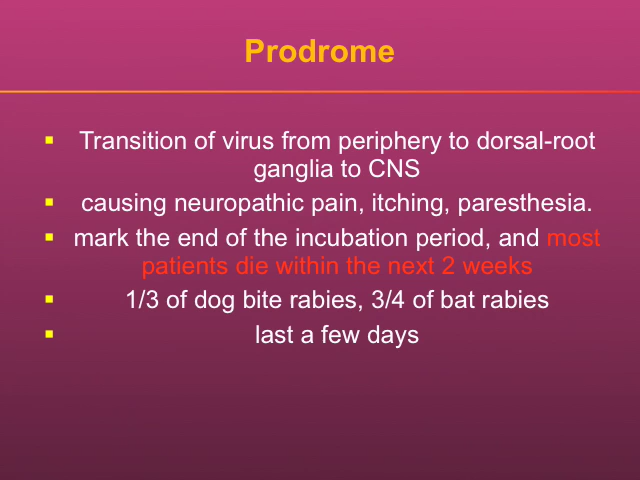 Prodrome
Transition of virus from periphery to dorsal-root
ganglia to CNS
causing neuropathic pain, itching, paresthesia.
mark the end of the incubation period, and most
patients die within the next 2 weeks
1/3 of dog bite rabies, 3/4 of bat rabies
last a few days